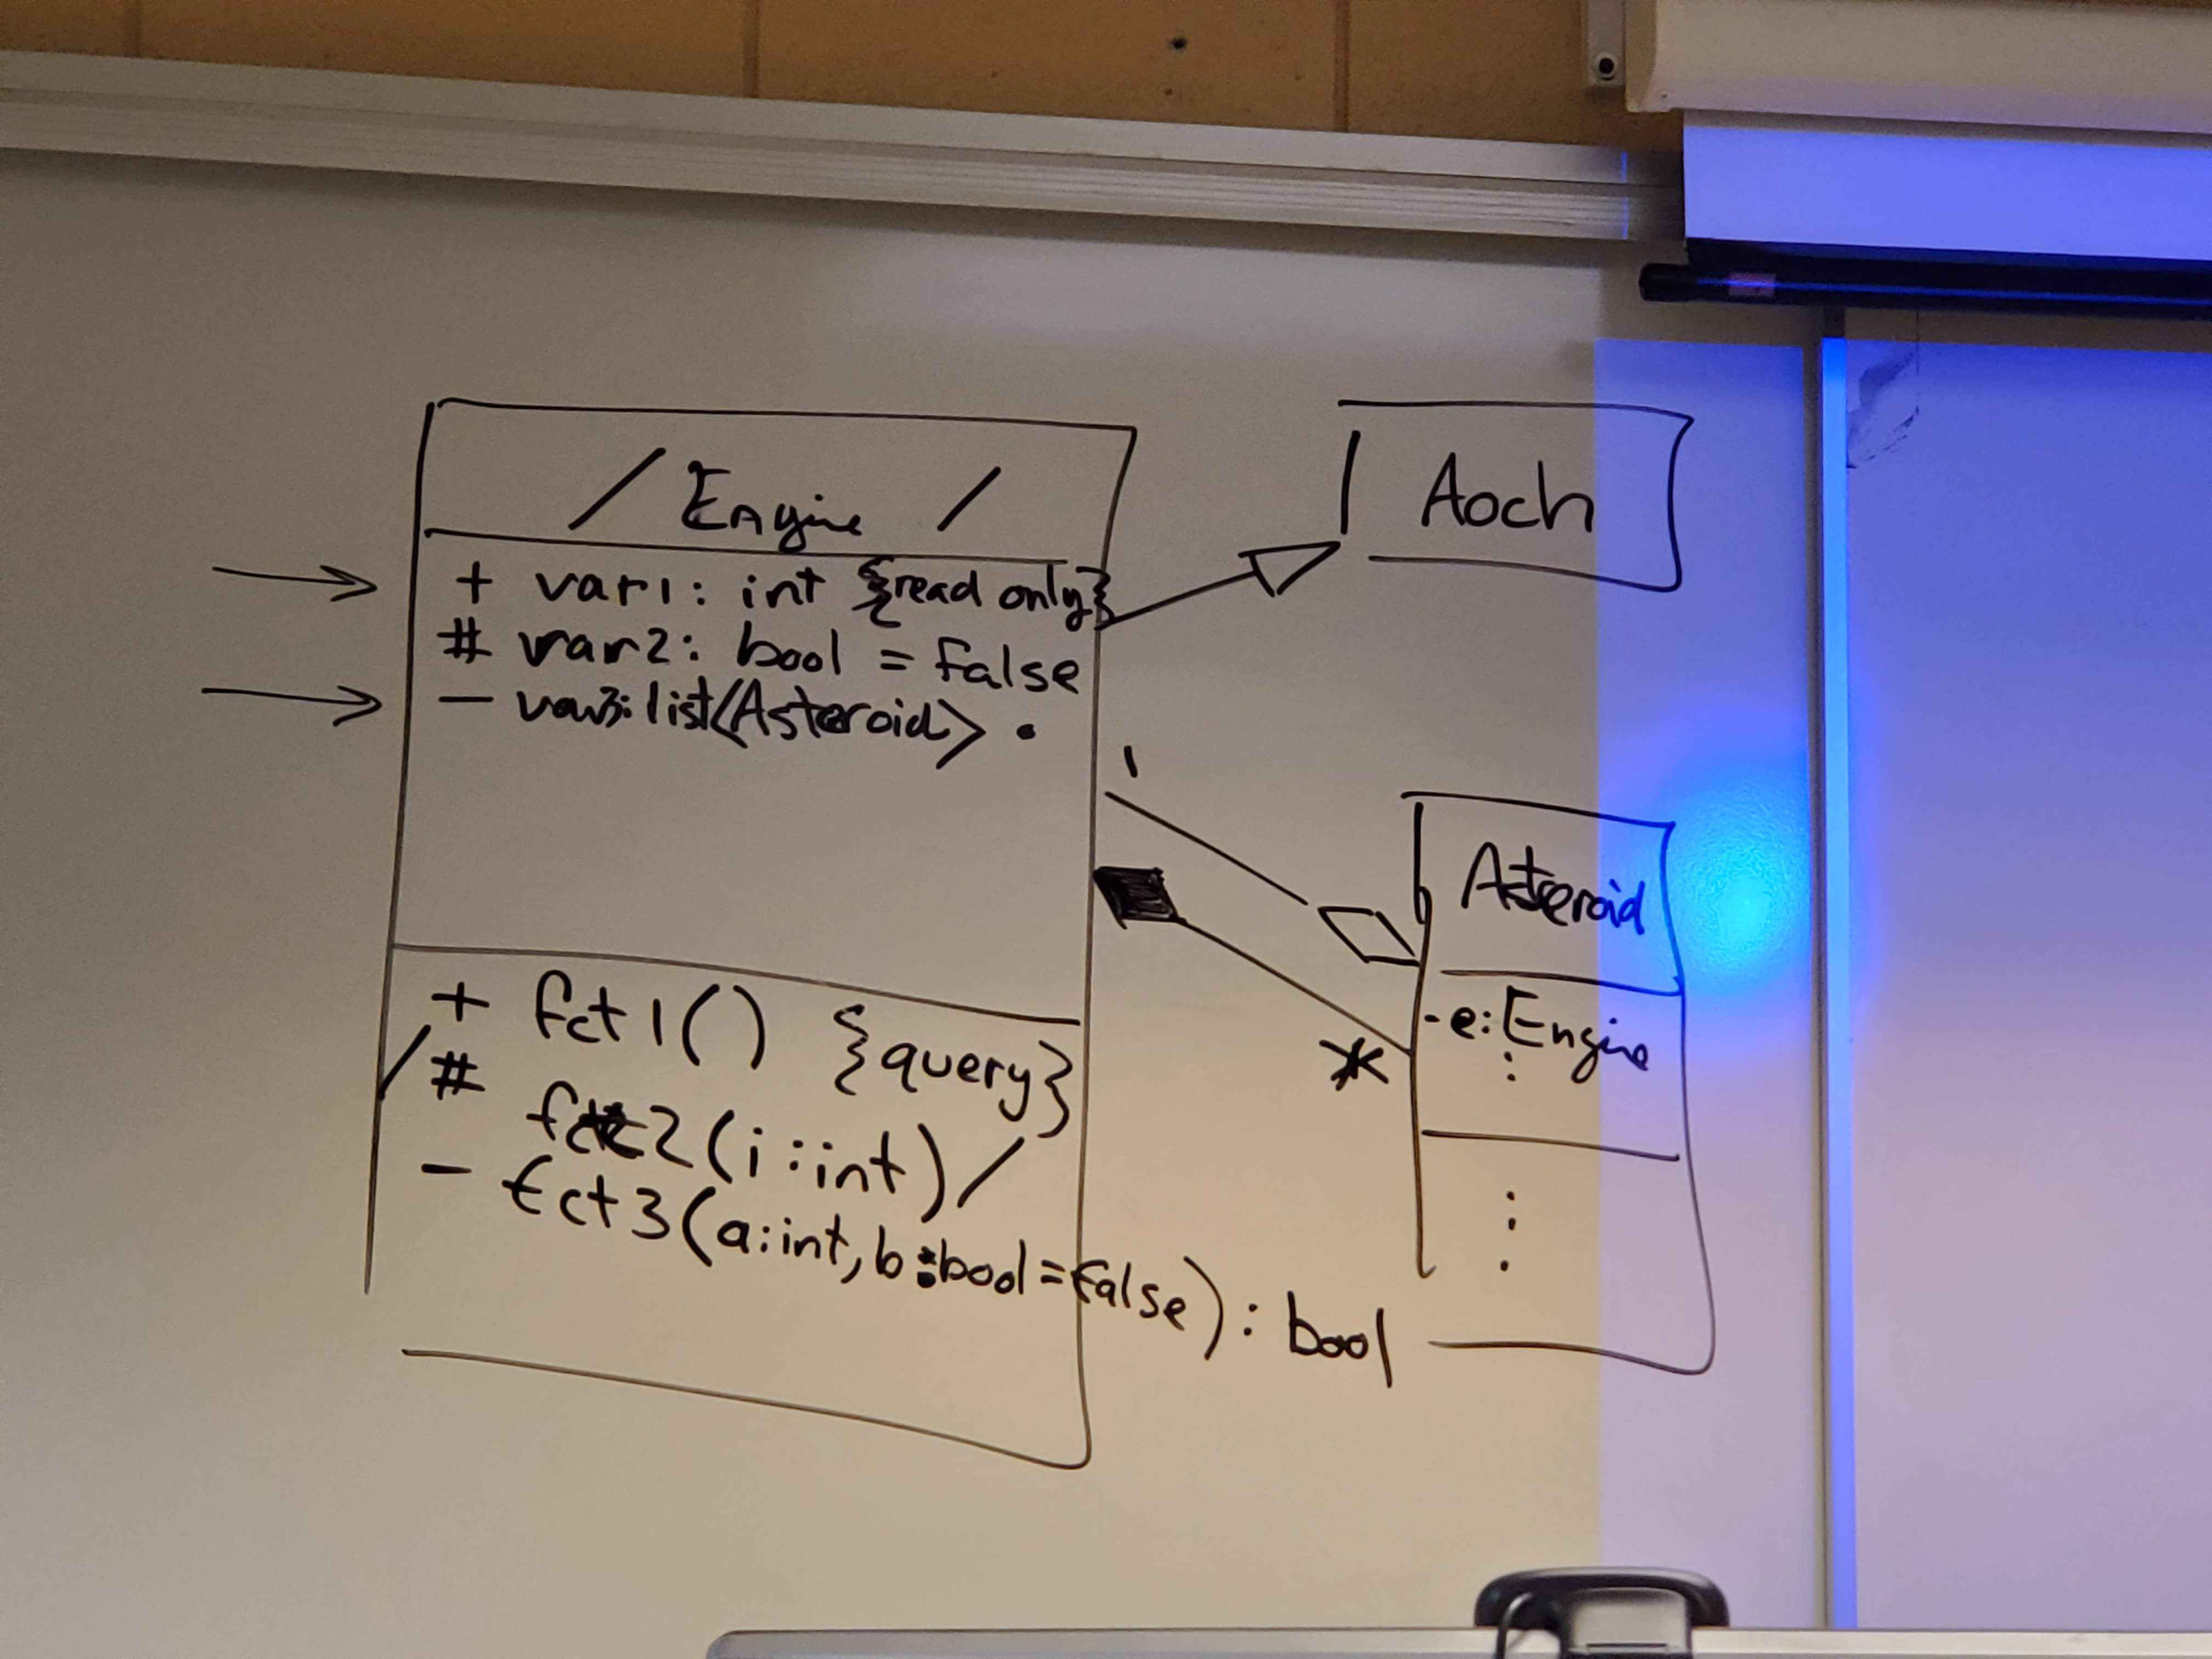 / Engine /
+ var1: int {read only}
# var2: bool = false
- var3: list<Asteroid> •
+ fct1() {query}
/ # fct2(i:int) /
- fct3(a:int, b:bool=false): bool
Aoch
1
*
Asteroid
-e: Engine
:
: